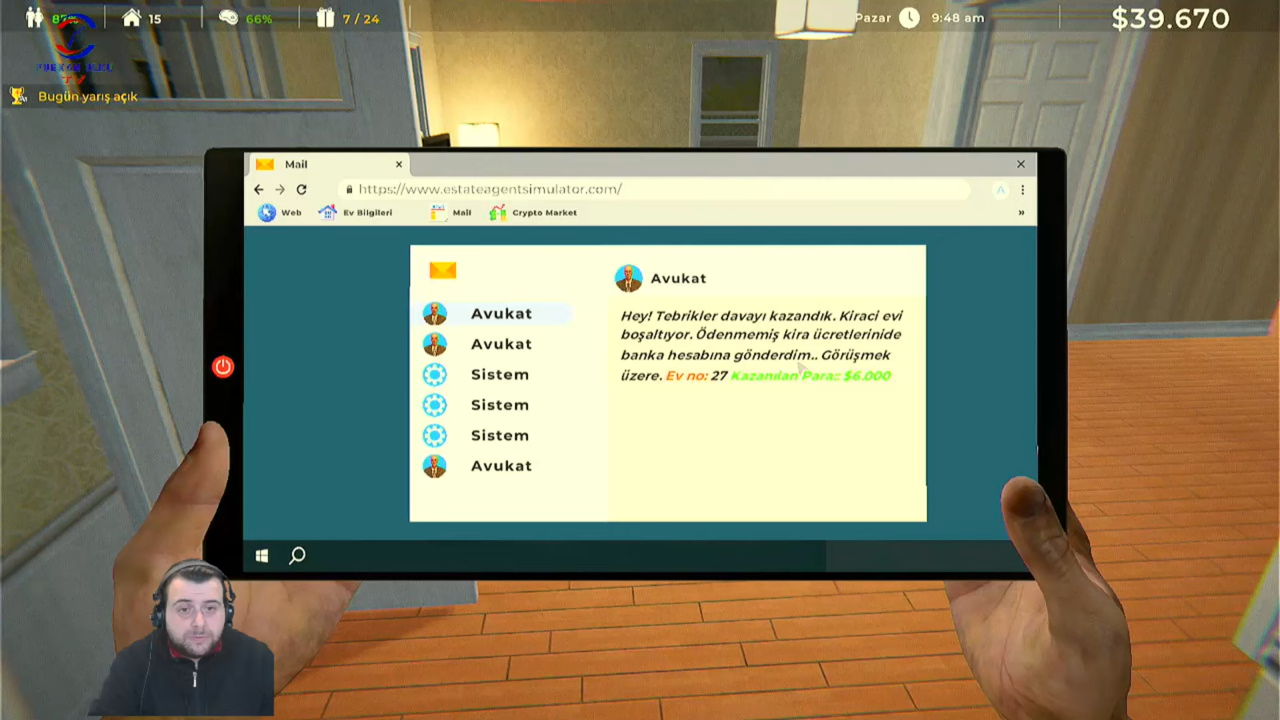 87%
15
66%
7 / 24
Pazar
9:48 am
$39.670
TV
Bugün yarış açık
Mail
https://www.estateagentsimulator.com/
A
Web
Ev Bilgileri
Mail
Crypto Market
»
Avukat
Avukat
Sistem
Sistem
Sistem
Avukat
Avukat
Hey! Tebrikler davayı kazandık. Kiraci evi
boşaltıyor. Ödenmemiş kira ücretlerinide
banka hesabına gönderdim.. Görüşmek
üzere. Ev no: 27 Kazanılan Para:: $6.000